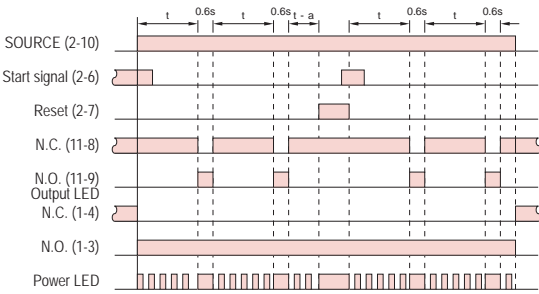 t 0.6s t 0.6s t - a t 0.6s t 0.6s
SOURCE (2-10)
Start signal (2-6)
Reset (2-7)
N.C. (11-8)
N.O. (11-9)
Output LED
N.C. (1-4)
N.O. (1-3)
Power LED